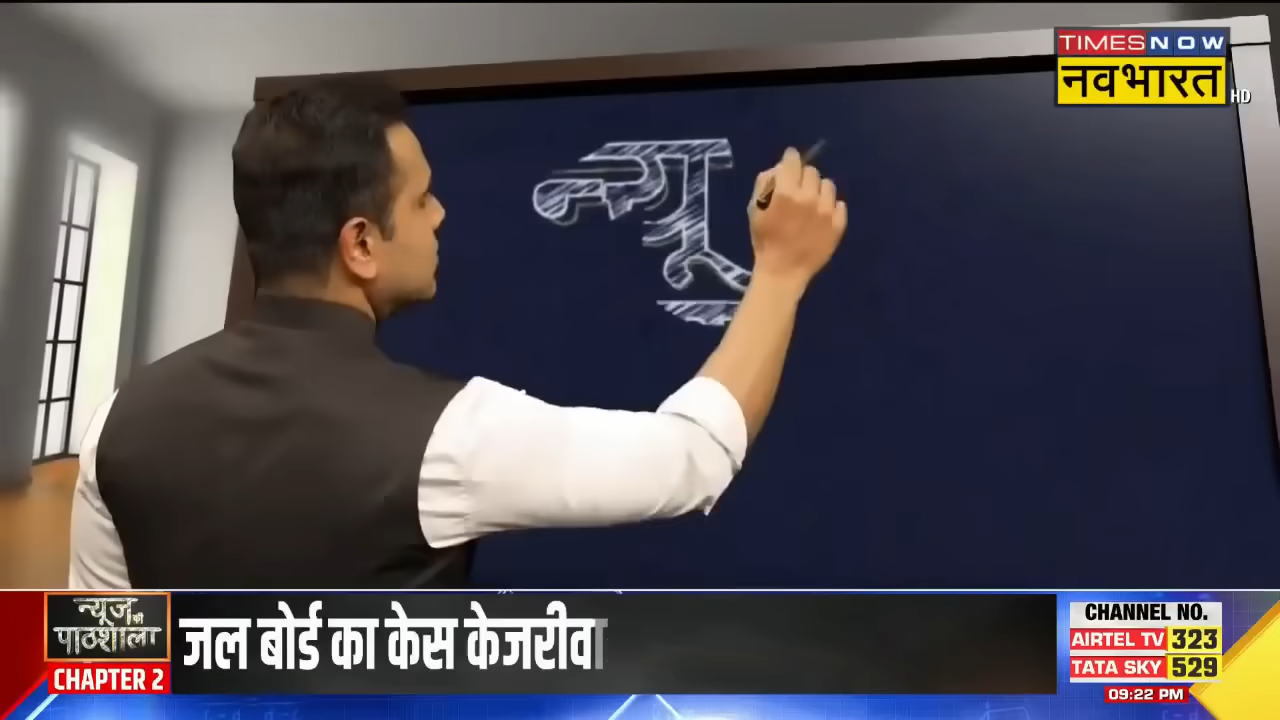 TIMES NOW
नवभारत
HD
न्यू
न्यूज़ की
पाठशाला
CHAPTER 2
जल बोर्ड का केस केजरीवा
CHANNEL NO.
AIRTEL TV 323
TATA SKY 529
09:22 PM